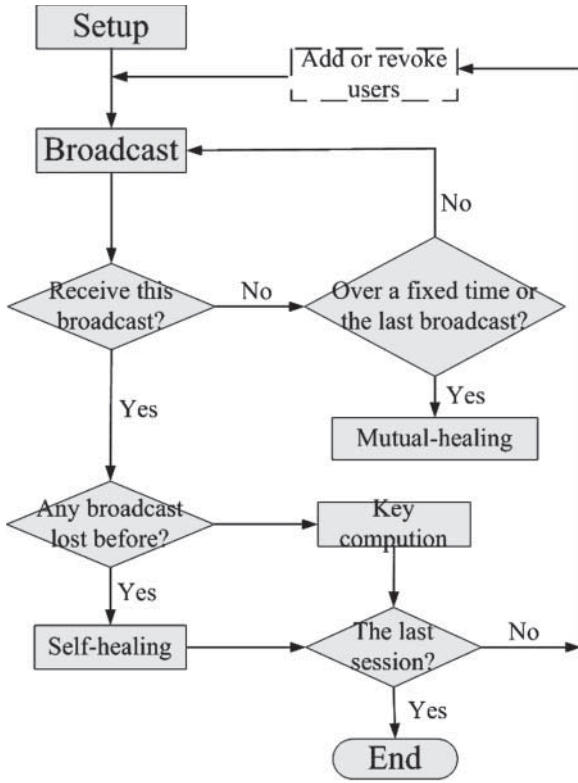 Setup
Add or revoke
users
Broadcast
No
Receive this
broadcast?
No
Over a fixed time or
the last broadcast?
Yes
Yes
Mutual-healing
Any broadcast
lost before?
Key
compution
Yes
Self-healing
The last
session?
No
Yes
End